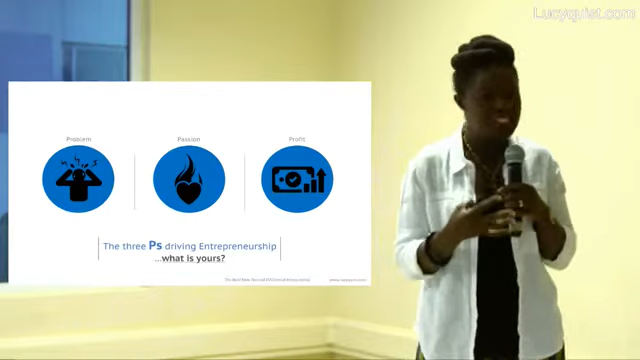 Lucyquist.com
Problem
Passion
Profit
The three Ps driving Entrepreneurship
...what is yours?